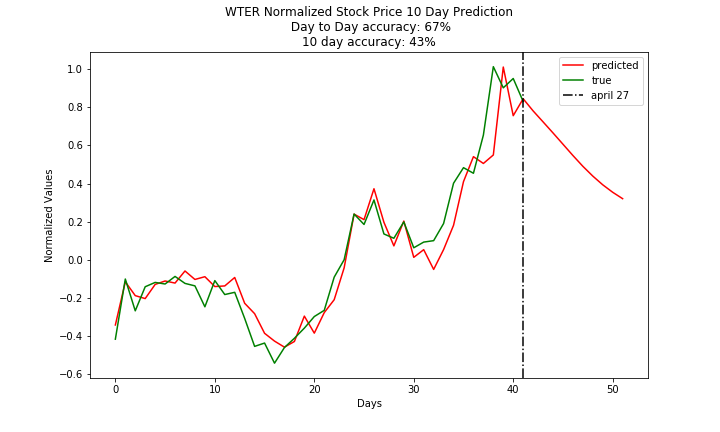 WTER Normalized Stock Price 10 Day Prediction
Day to Day accuracy: 67%
10 day accuracy: 43%
predicted
true
april 27
Normalized Values
1.0
0.8
0.6
0.4
0.2
0.0
−0.2
−0.4
−0.6
0 10 20 30 40 50
Days